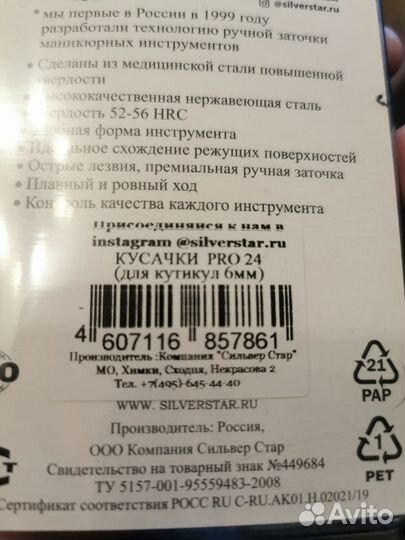 @silverstar.ru
*мы первые в России в 1999 году
разработали технологию ручной заточки
маникюрных инструментов
• Сделаны из медицинской стали повышенной
твердости
Высококачественная нержавеющая сталь
твердость 52-56 HRC
• Удобная форма инструмента
• Идеальное схождение режущих поверхностей
• Острые лезвия, премиальная ручная заточка
• Плавный и ровный ход
• Контроль качества каждого инструмента
Присоединяйся к нам в
instagram @silverstar.ru
КУСАЧКИ PRO 24
(для кутикул 6мм)
4 607116 857861
Производитель :Компания "Сильвер Стар"
МО, Химки, Сходня, Некрасова 2
Тел. +7(495)-645-44-40
WWW. SILVERSTAR.RU
21
PAP
Производитель: Россия,
ООО Компания Сильвер Стар
1
PET
Свидетельство на товарный знак №449684
ТУ 5157-001-95559483-2008
Сертификат соответствия РОСС RU C-RU.АК01.Н.02021/19
Avito